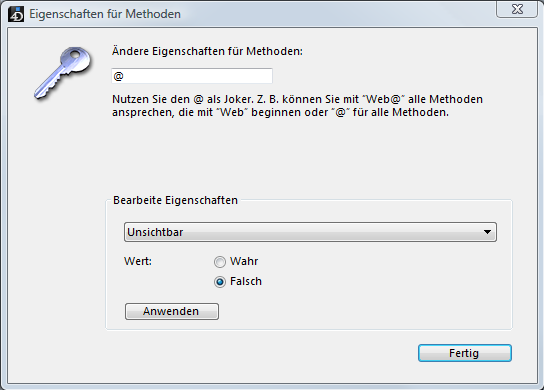 4D Eigenschaften für Methoden
Ändere Eigenschaften für Methoden:
@
Nutzen Sie den @ als Joker. Z. B. können Sie mit "Web@" alle Methoden
ansprechen, die mit "Web" beginnen oder "@" für alle Methoden.
Bearbeite Eigenschaften
Unsichtbar
Wert:
Wahr
Falsch
Anwenden
Fertig